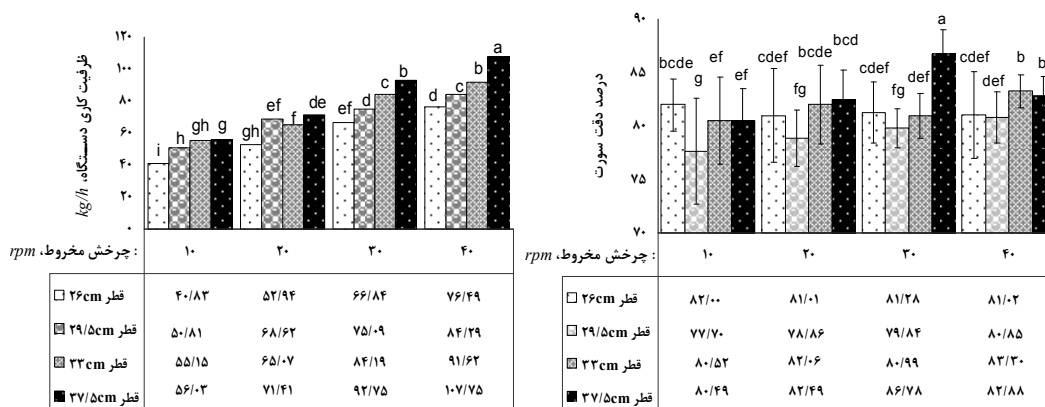 ظرفیت کاری دستگاه، kg/h
۱۲۰
۱۰۰
۸۰
۶۰
۴۰
۲۰
۰
i h gh g
gh ef f de
ef d c b
d c b a
چرخش مخروط، rpm : ۱۰ ۲۰ ۳۰ ۴۰
قطر ۲۶cm ۴۰/۸۳ ۵۲/۹۴ ۶۶/۸۴ ۷۶/۴۹
قطر ۲۹/۵cm ۵۰/۸۱ ۶۸/۶۲ ۷۵/۰۹ ۸۴/۲۹
قطر ۳۳cm ۵۵/۱۵ ۶۵/۰۷ ۸۴/۱۹ ۹۱/۶۲
قطر ۳۷/۵cm ۵۶/۰۳ ۷۱/۴۱ ۹۲/۷۵ ۱۰۷/۷۵
درصد دقت سورت
۹۰
۸۵
۸۰
۷۵
۷۰
bcde g ef ef
cdef fg bcde bcd
cdef fg def a
cdef def b b
چرخش مخروط، rpm : ۱۰ ۲۰ ۳۰ ۴۰
قطر ۲۶cm ۸۲/۰۰ ۸۱/۰۱ ۸۱/۲۸ ۸۱/۰۲
قطر ۲۹/۵cm ۷۷/۷۰ ۷۸/۸۶ ۷۹/۸۴ ۸۰/۸۵
قطر ۳۳cm ۸۰/۵۲ ۸۲/۰۶ ۸۰/۹۹ ۸۳/۳۰
قطر ۳۷/۵cm ۸۰/۴۹ ۸۲/۴۹ ۸۶/۷۸ ۸۲/۸۸